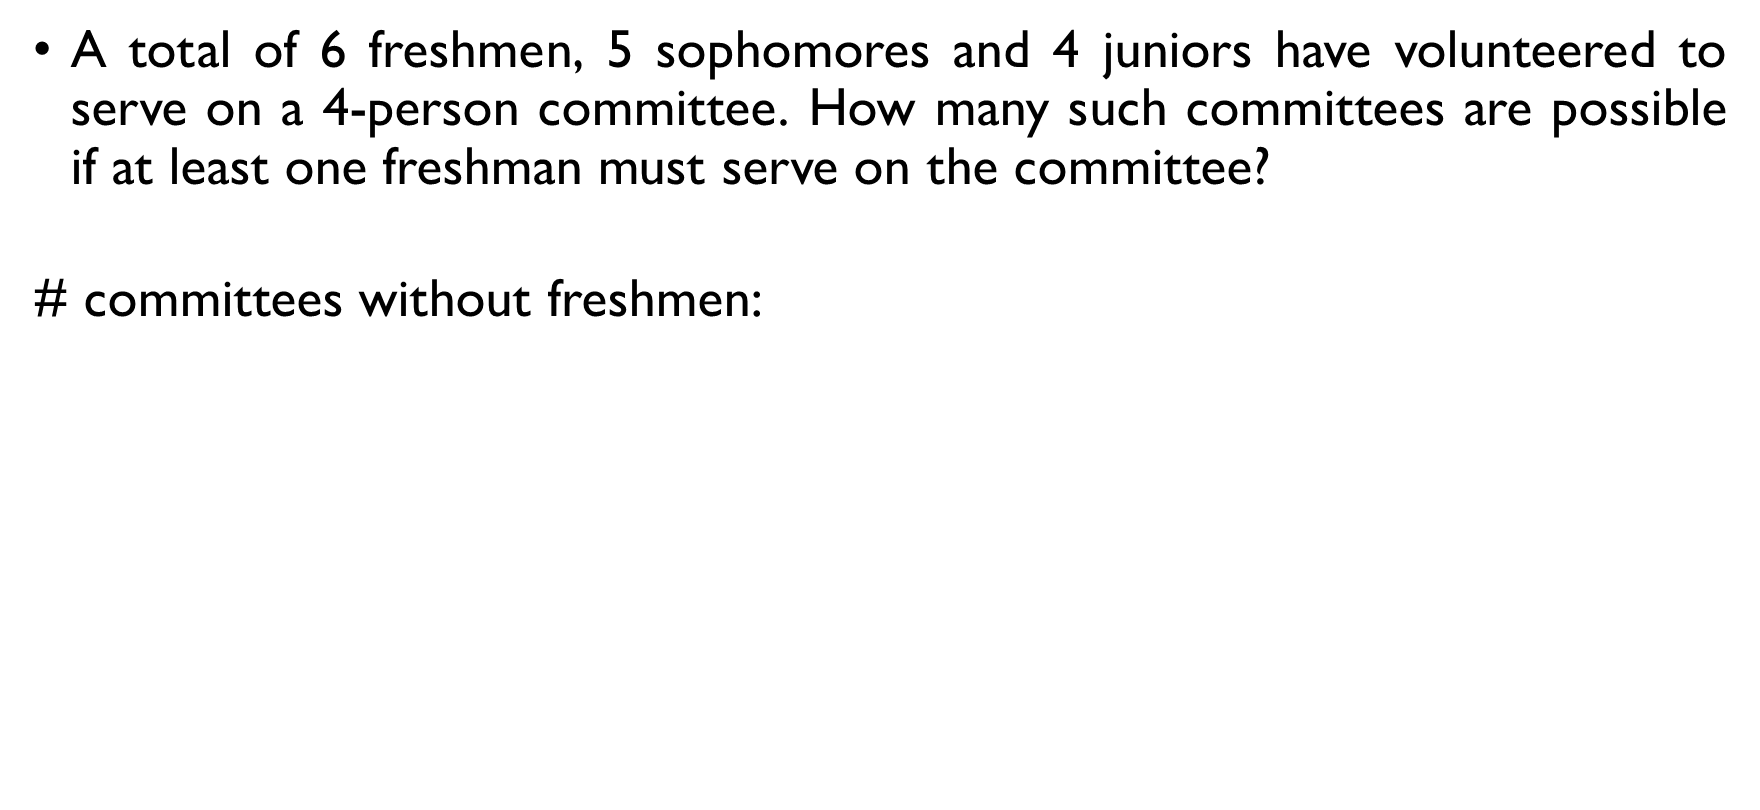 • A total of 6 freshmen, 5 sophomores and 4 juniors have volunteered to
serve on a 4-person committee. How many such committees are possible
if at least one freshman must serve on the committee?
# committees without freshmen: